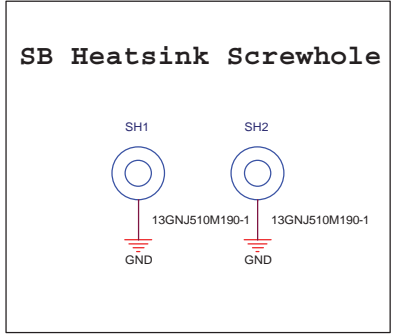 SB Heatsink Screwhole
SH1 SH2
13GNJ510M190-1 13GNJ510M190-1
GND GND